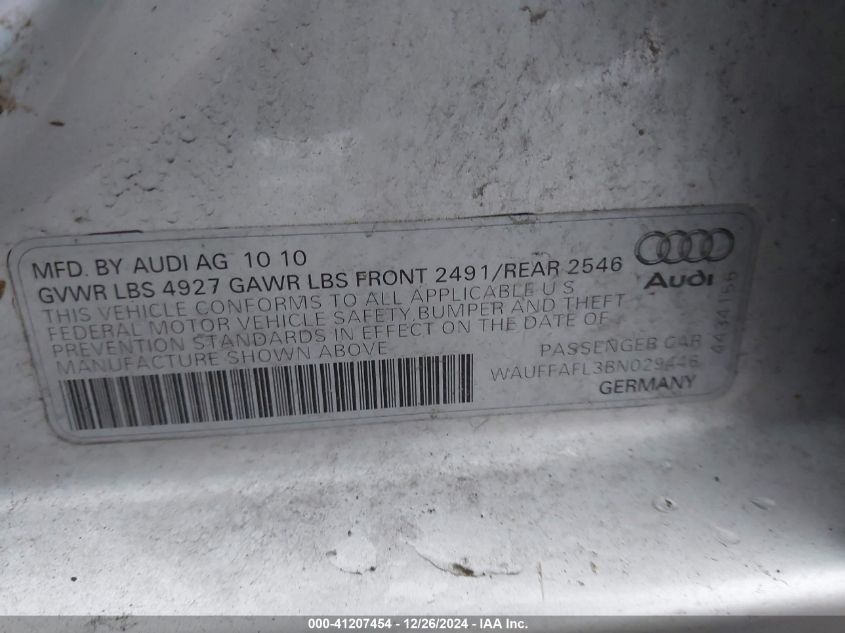 MFD. BY AUDI AG 10 10
GVWR LBS 4927 GAWR LBS FRONT 2491/REAR 2546
THIS VEHICLE CONFORMS TO ALL APPLICABLE U S
FEDERAL MOTOR VEHICLE SAFETY, BUMPER AND THEFT
PREVENTION STANDARDS IN EFFECT ON THE DATE OF
MANUFACTURE SHOWN ABOVE
PASSENGER CAR
WAUFFAFL3BN029446
GERMANY
Audi
4434156
000-41207454 - 12/26/2024 - IAA Inc.